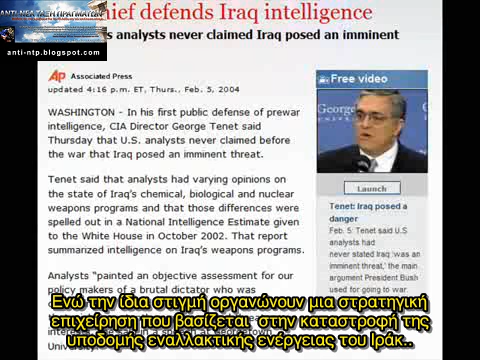 ΑΝΤΙ-ΝΕΑ ΤΑΞΗ ΠΡΑΓΜΑΤΩΝ
anti-ntp.blogspot.com
hief defends Iraq intelligence
s analysts never claimed Iraq posed an imminent
AP Associated Press
updated 4:16 p.m. ET, Thurs., Feb. 5, 2004
WASHINGTON - In his first public defense of prewar
intelligence, CIA Director George Tenet said
Thursday that U.S. analysts never claimed before
the war that Iraq posed an imminent threat.
Tenet said that analysts had varying opinions on
the state of Iraq's chemical, biological and nuclear
weapons programs and that those differences were
spelled out in a National Intelligence Estimate given
to the White House in October 2002. That report
summarized intelligence on Iraq's weapons programs.
Analysts “painted an objective assessment for our
policy makers of a brutal dictator who was
Free video
Launch
Tenet: Iraq posed a
danger
Feb. 5: Tenet said U.S
analysts had
never stated Iraq 'was
an imminent threat,' the
main argument President Bush
used for going to war.
Ενώ την ίδια στιγμή οργανώνουν μια στρατηγική
επιχείρηση που βασίζεται στην καταστροφή της
υποδομής εναλλακτικής ενέργειας του Ιράκ..